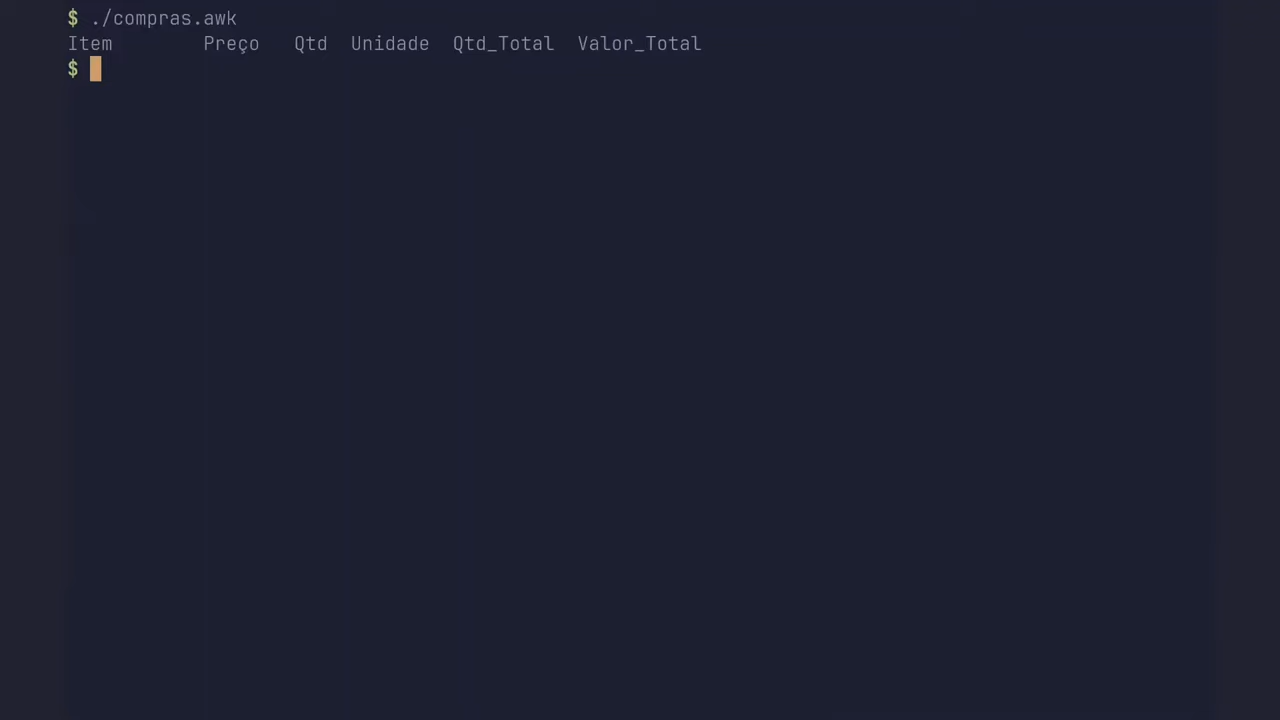 $ ./compras.awk
Item Preço Qtd Unidade Qtd_Total Valor_Total
$